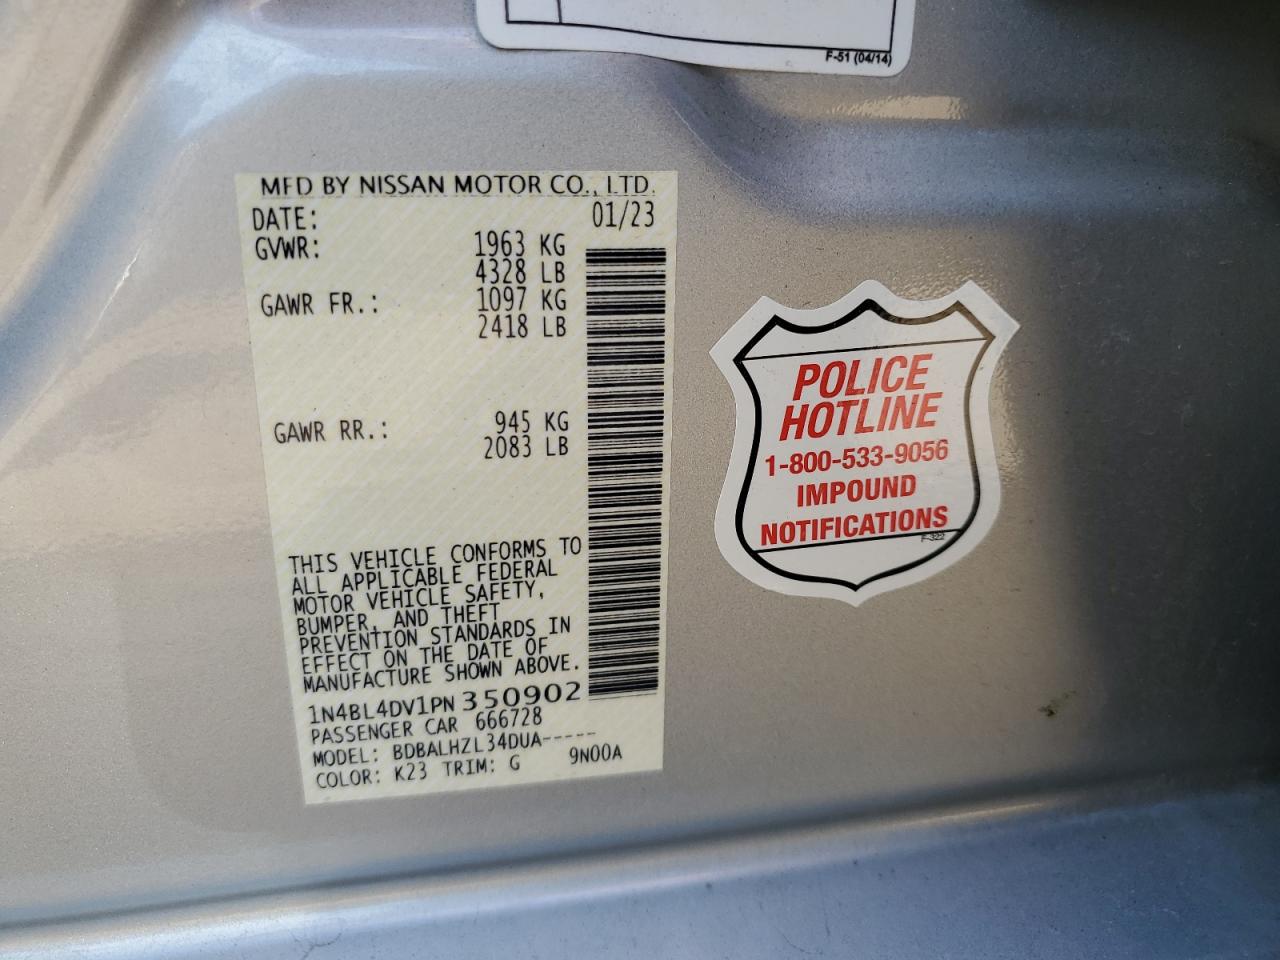 F-51 (04/14)
MFD BY NISSAN MOTOR CO., LTD.
DATE: 01/23
GVWR: 1963 KG
4328 LB
GAWR FR.: 1097 KG
2418 LB
GAWR RR.: 945 KG
2083 LB
THIS VEHICLE CONFORMS TO
ALL APPLICABLE FEDERAL
MOTOR VEHICLE SAFETY,
BUMPER, AND THEFT
PREVENTION STANDARDS IN
EFFECT ON THE DATE OF
MANUFACTURE SHOWN ABOVE.
1N4BL4DV1PN350902
PASSENGER CAR 666728
MODEL: BDBALHZL34DUA-----
COLOR: K23 TRIM: G 9N00A
POLICE
HOTLINE
1-800-533-9056
IMPOUND
NOTIFICATIONS
F-322